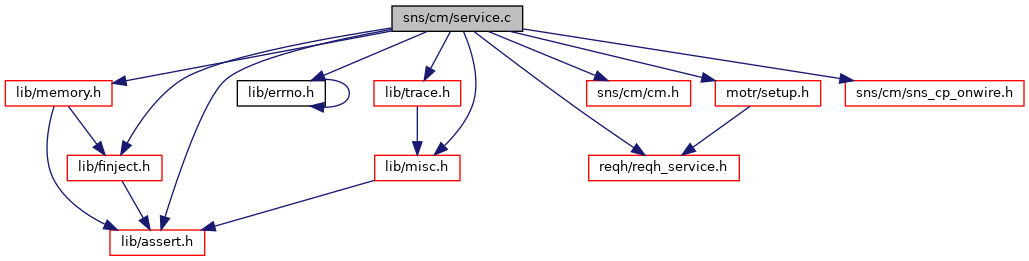 sns/cm/service.c
lib/memory.h
lib/errno.h
lib/trace.h
sns/cm/cm.h
motr/setup.h
sns/cm/sns_cp_onwire.h
lib/finject.h
lib/misc.h
reqh/reqh_service.h
lib/assert.h